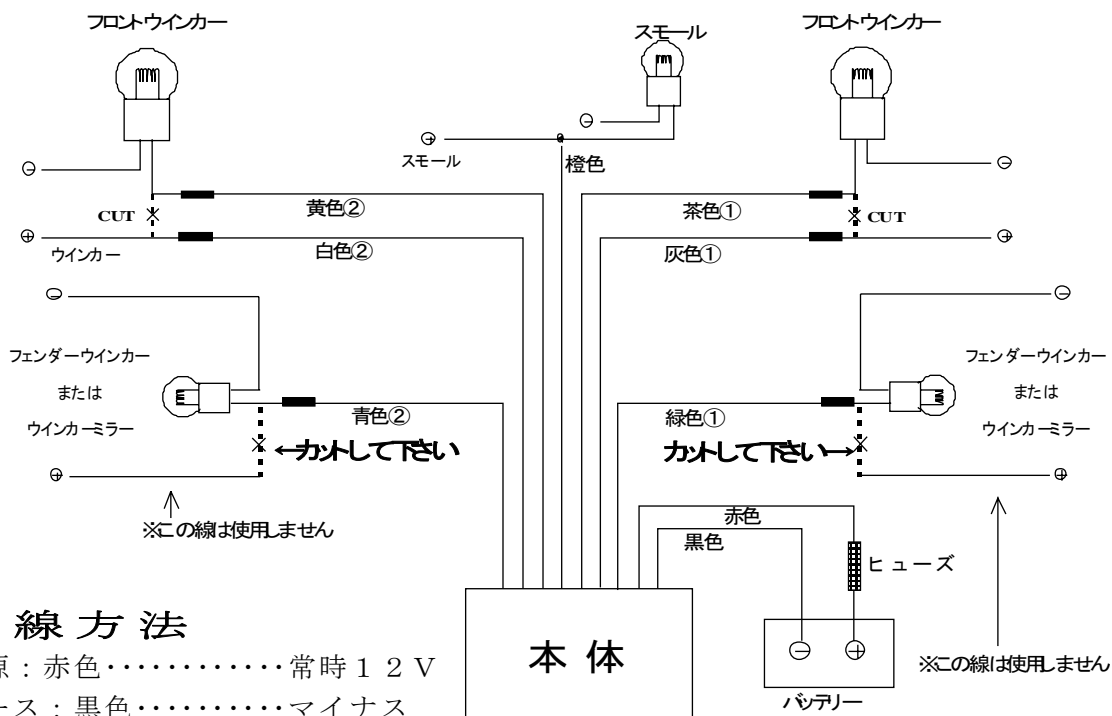 フロントウインカー
スモール
フロントウインカー
⊖
⊕
スモール
橙色
⊖
⊖
CUT
黄色②
茶色①
CUT
⊕
ウインカー
白色②
灰色①
⊕
⊖
⊖
フェンダーウインカー
または
ウインカーミラー
青色②
緑色①
フェンダーウインカー
または
ウインカーミラー
←カットして下さい
カットして下さい→
⊕
⊕
※この線は使用しません
赤色
黒色
ヒューズ
線方法
本体
⊖
⊕
※この線は使用しません
源：赤色‥‥‥‥‥‥常時１２Ｖ
ース：黒色‥‥‥‥‥マイナス
バッテリー